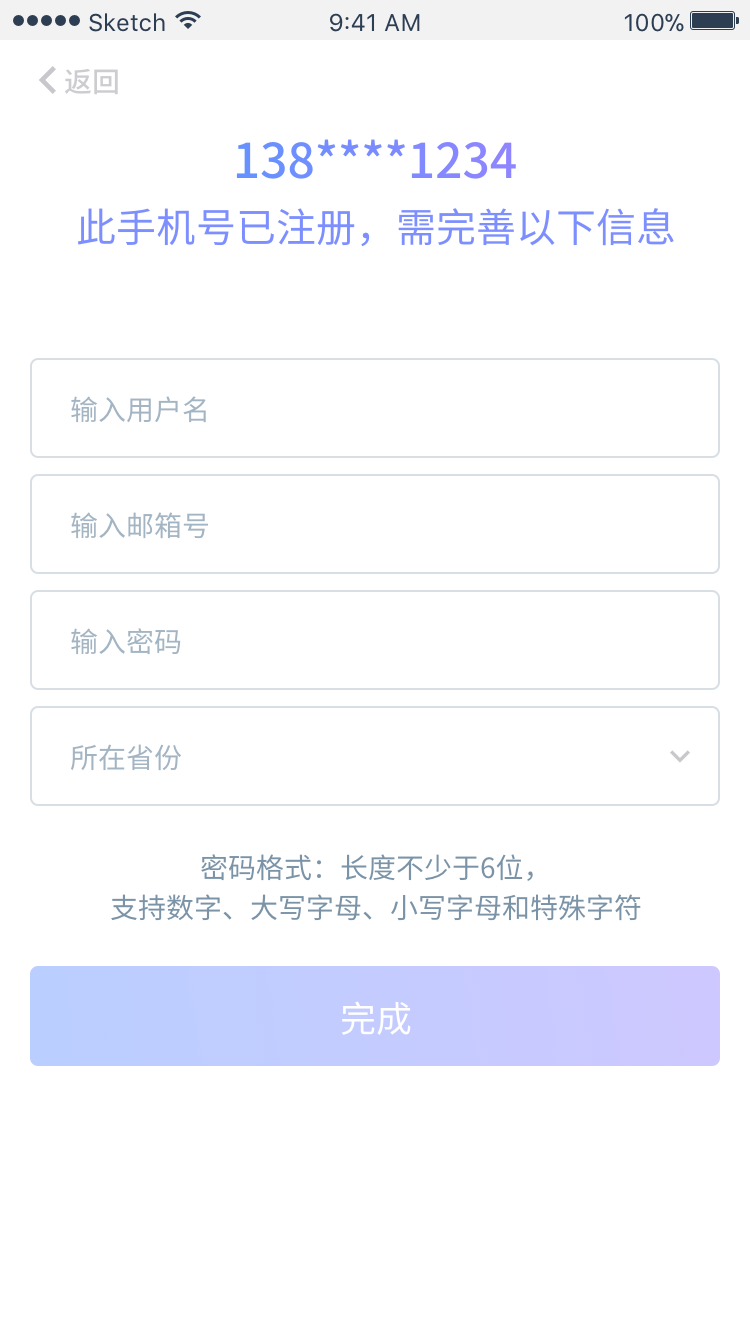 Sketch 9:41 AM 100%
返回
138****1234
此手机号已注册，需完善以下信息
输入用户名
输入邮箱号
输入密码
所在省份
密码格式：长度不少于6位，
支持数字、大写字母、小写字母和特殊字符
完成